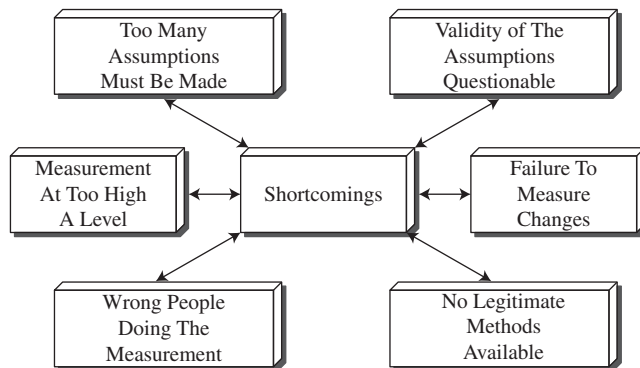 Too Many
Assumptions
Must Be Made
Validity of The
Assumptions
Questionable
Measurement
At Too High
A Level
Shortcomings
Failure To
Measure
Changes
Wrong People
Doing The
Measurement
No Legitimate
Methods
Available